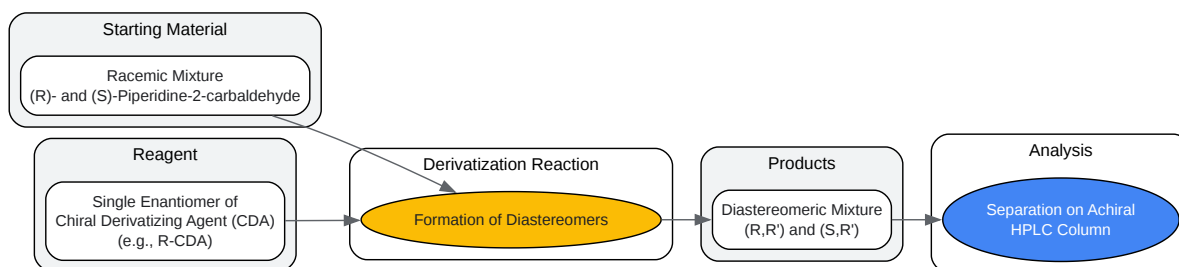 Starting Material
Racemic Mixture
(R)- and (S)-Piperidine-2-carbaldehyde
Reagent
Single Enantiomer of
Chiral Derivatizing Agent (CDA)
(e.g., R-CDA)
Derivatization Reaction
Formation of Diastereomers
Products
Diastereomeric Mixture
(R,R') and (S,R')
Analysis
Separation on Achiral
HPLC Column